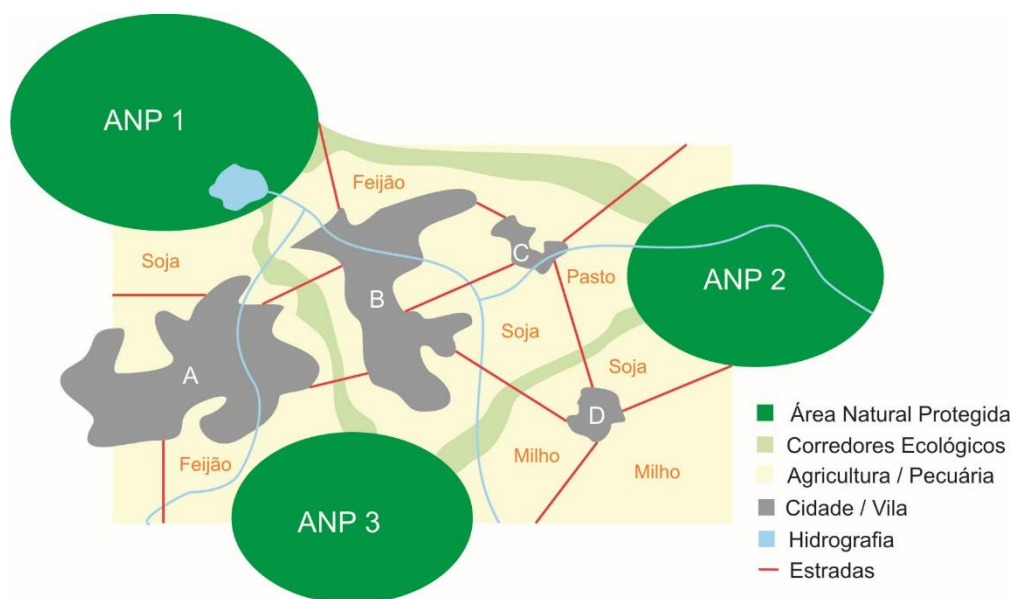 ANP 1
Feijão
Soja
C
Pasto
ANP 2
B
Soja
A
Soja
D
Feijão
Milho
Milho
ANP 3
Área Natural Protegida
Corredores Ecológicos
Agricultura / Pecuária
Cidade / Vila
Hidrografia
Estradas